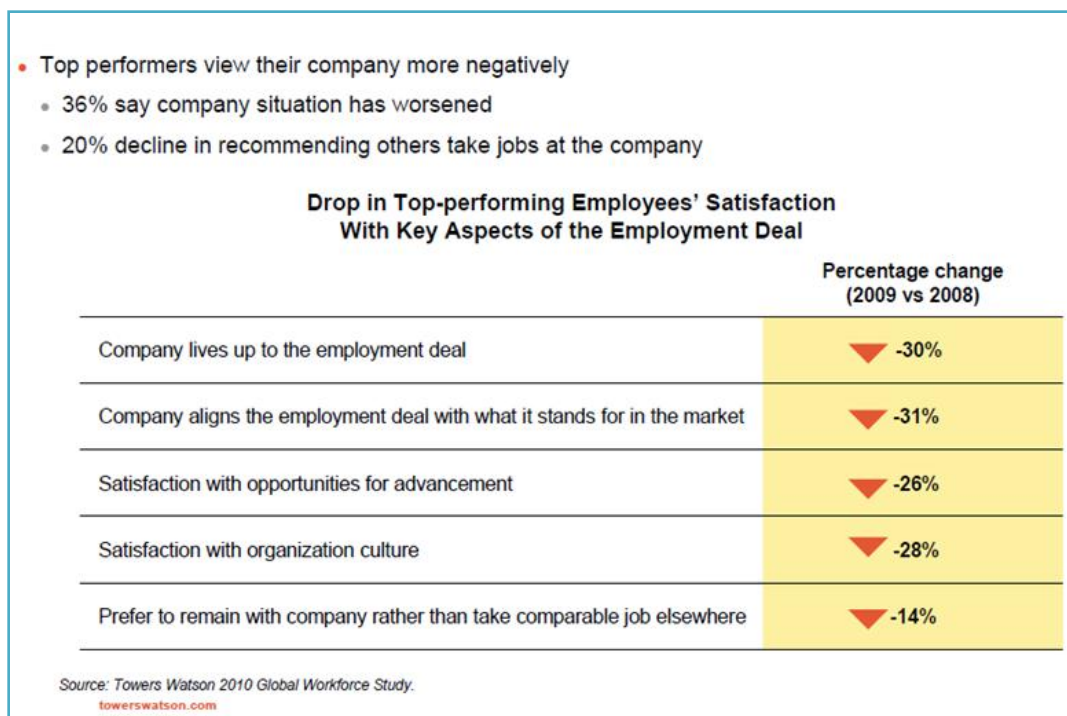 Top performers view their company more negatively
36% say company situation has worsened
20% decline in recommending others take jobs at the company
Drop in Top-performing Employees' Satisfaction
With Key Aspects of the Employment Deal
Percentage change
(2009 vs 2008)
Company lives up to the employment deal -30%
Company aligns the employment deal with what it stands for in the market -31%
Satisfaction with opportunities for advancement -26%
Satisfaction with organization culture -28%
Prefer to remain with company rather than take comparable job elsewhere -14%
Source: Towers Watson 2010 Global Workforce Study.
towerswatson.com